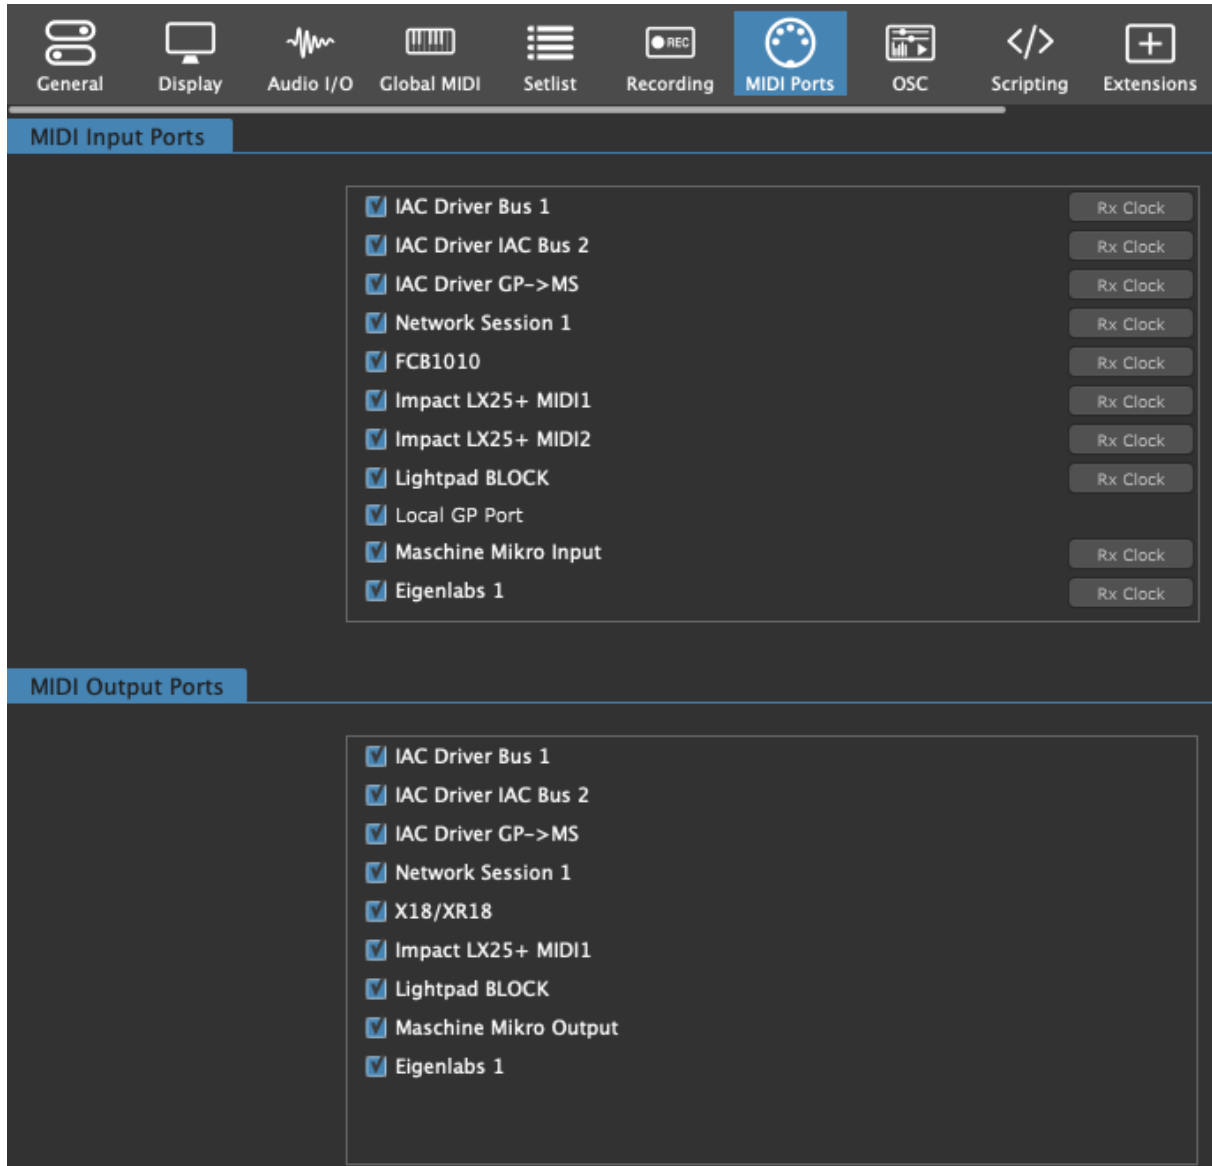 General Display Audio I/O Global MIDI Setlist REC Recording MIDI Ports OSC </> Scripting Extensions
MIDI Input Ports
IAC Driver Bus 1 Rx Clock
IAC Driver IAC Bus 2 Rx Clock
IAC Driver GP->MS Rx Clock
Network Session 1 Rx Clock
FCB1010 Rx Clock
Impact LX25+ MIDI1 Rx Clock
Impact LX25+ MIDI2 Rx Clock
Lightpad BLOCK Rx Clock
Local GP Port
Maschine Mikro Input Rx Clock
Eigenlabs 1 Rx Clock
MIDI Output Ports
IAC Driver Bus 1
IAC Driver IAC Bus 2
IAC Driver GP->MS
Network Session 1
X18/XR18
Impact LX25+ MIDI1
Lightpad BLOCK
Maschine Mikro Output
Eigenlabs 1